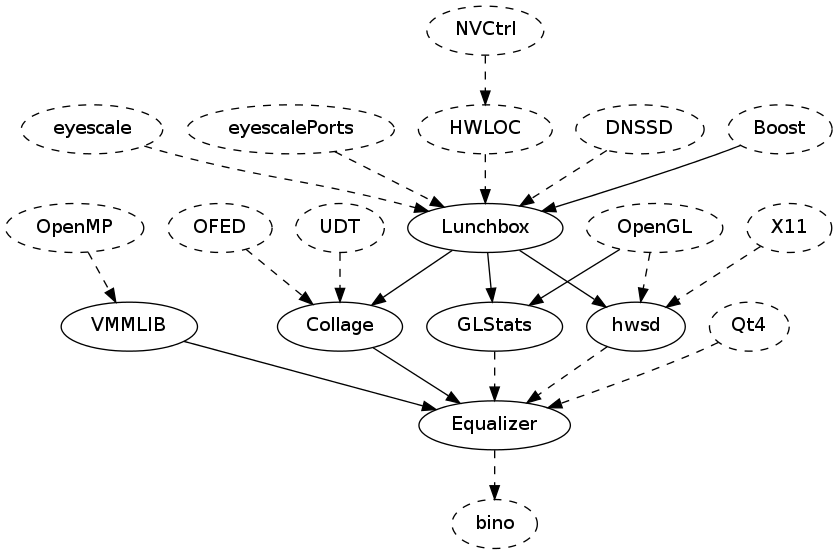 NVCtrl
eyescale
eyescalePorts
HWLOC
DNSSD
Boost
OpenMP
OFED
UDT
Lunchbox
OpenGL
X11
VMMLIB
Collage
GLStats
hwsd
Qt4
Equalizer
bino